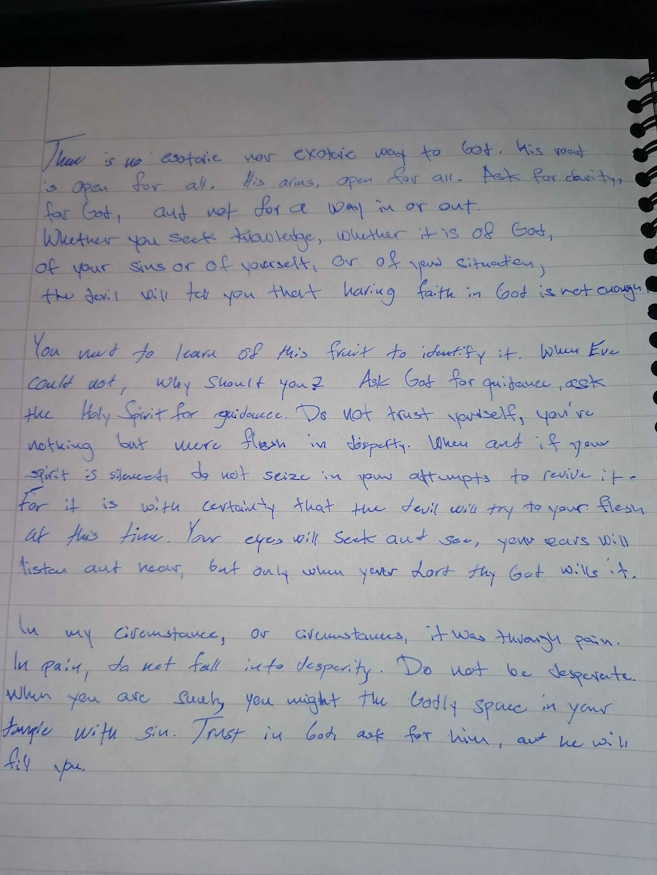 There is no esoteric nor exoteric way to God. His road
is open for all. His arms, open for all. Ask for clarity,
for God, and not for a way in or out.
Whether you seek knowledge, whether it is of God,
of your sins or of yourself, or of your situation,
the devil will tell you that having faith in God is not enough
You need to learn of this fruit to identify it. When Eve
could not, why should you? Ask God for guidance, ask
the Holy Spirit for guidance. Do not trust yourself, you're
nothing but mere flesh in disperty. When and if your
spirit is silenced, do not seize in your attempts to revive it.
For it is with certainty that the devil will try to your flesh
at this time. Your eyes will seek and see, your ears will
listen and hear, but only when your Lord thy God wills it.
In my circumstance, or circumstances, it was through pain.
In pain, do not fall into desperity. Do not be desperate.
When you are such, you might the Godly space in your
temple with sin. Trust in God, ask for him, and he will
fill you.